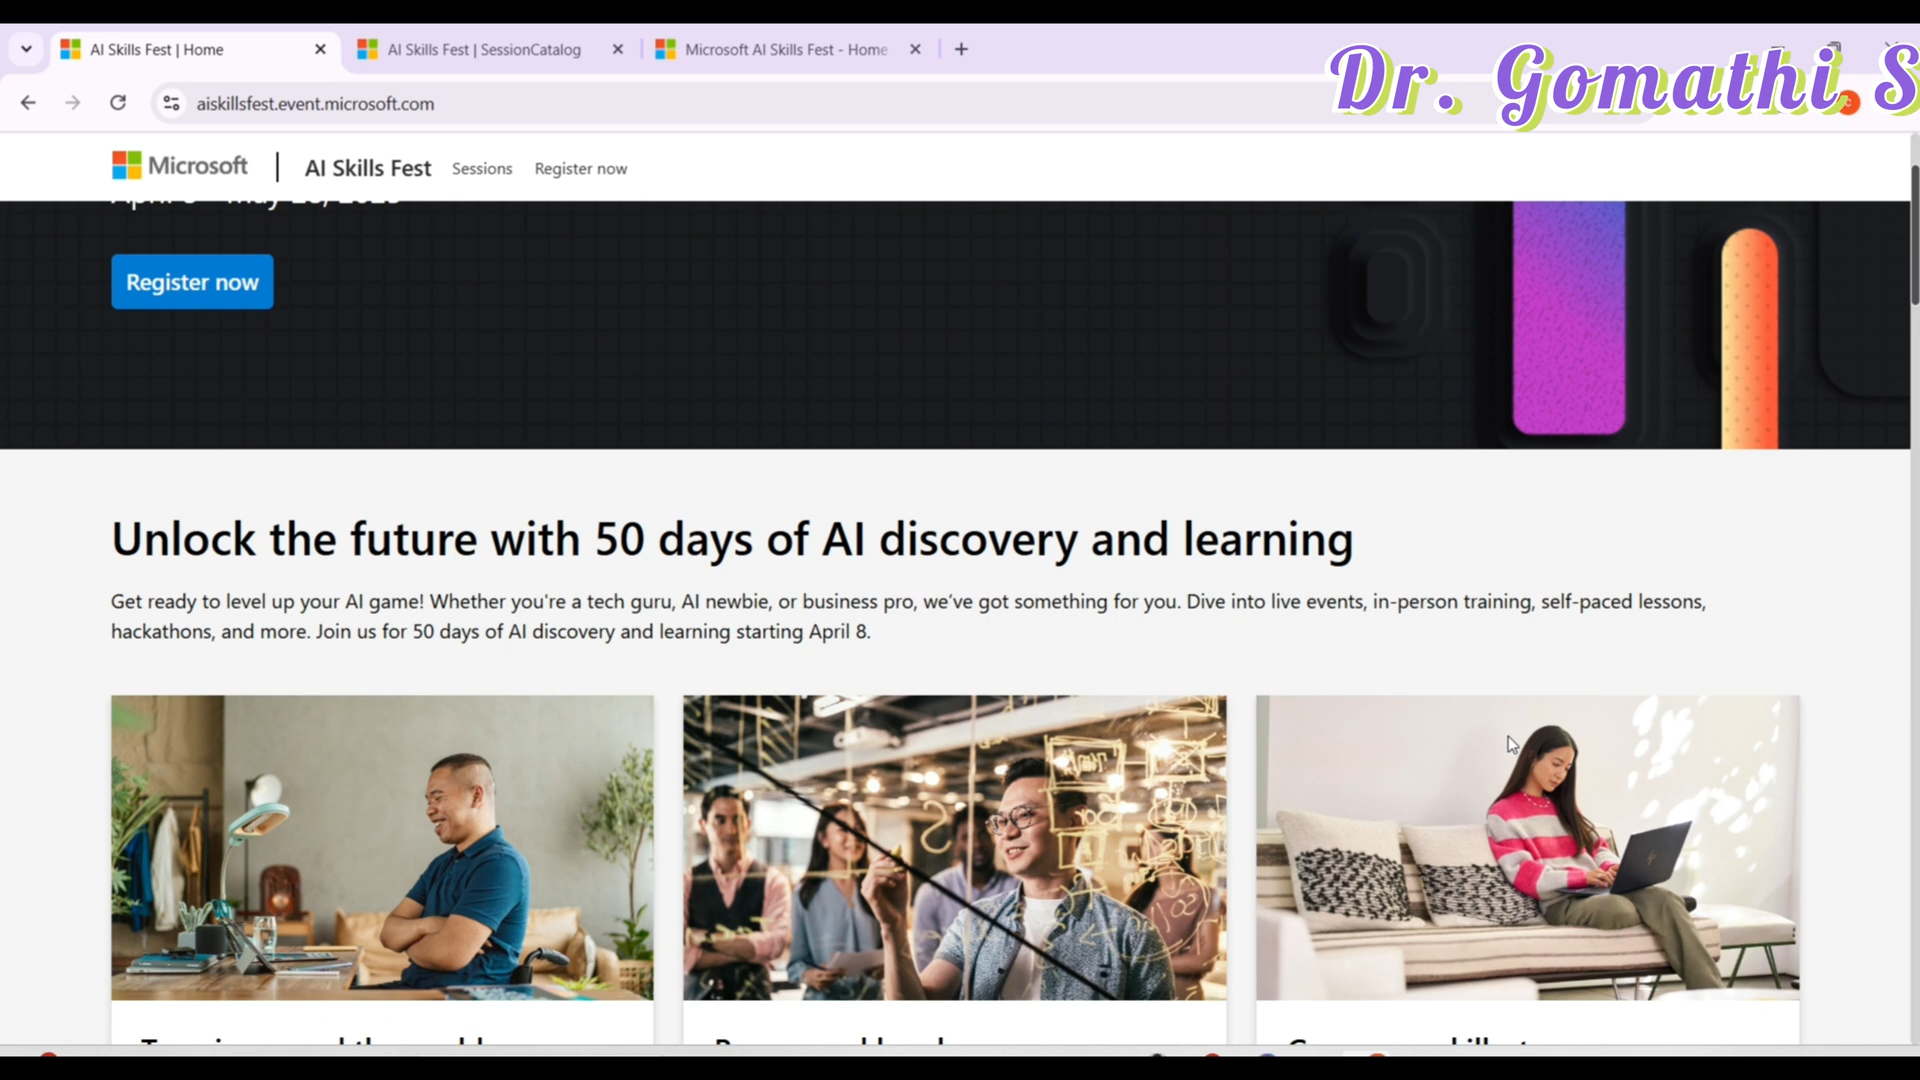 AI Skills Fest | Home
AI Skills Fest | SessionCatalog
Microsoft AI Skills Fest - Home
Dr. Gomathi S
aiskillsfest.event.microsoft.com
Microsoft
AI Skills Fest
Sessions
Register now
Register now
Unlock the future with 50 days of AI discovery and learning
Get ready to level up your AI game! Whether you're a tech guru, AI newbie, or business pro, we've got something for you. Dive into live events, in-person training, self-paced lessons,
hackathons, and more. Join us for 50 days of AI discovery and learning starting April 8.